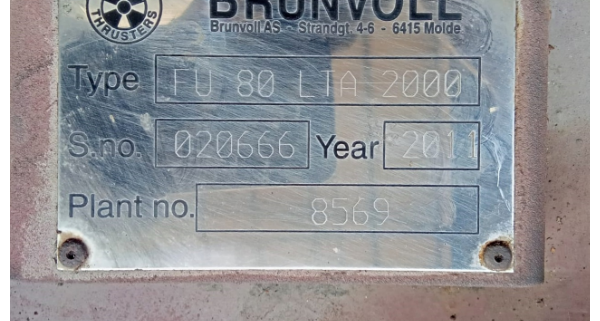 THRUSTERS
BRUNVOLL
Brunvoll AS - Strandgt. 4-6 - 6415 Molde
Type FU 80 LTA 2000
S.no. 020666 Year 2011
Plant no. 8569